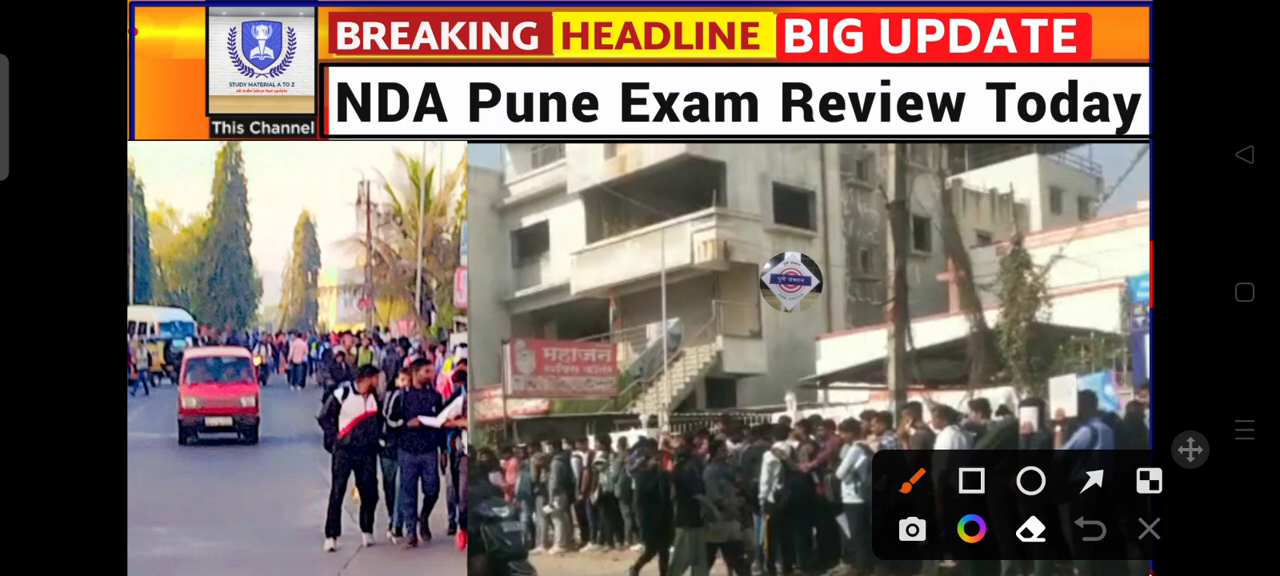 BREAKING HEADLINE BIG UPDATE
STUDY MATERIAL A TO Z
This Channel
NDA Pune Exam Review Today
महाजन